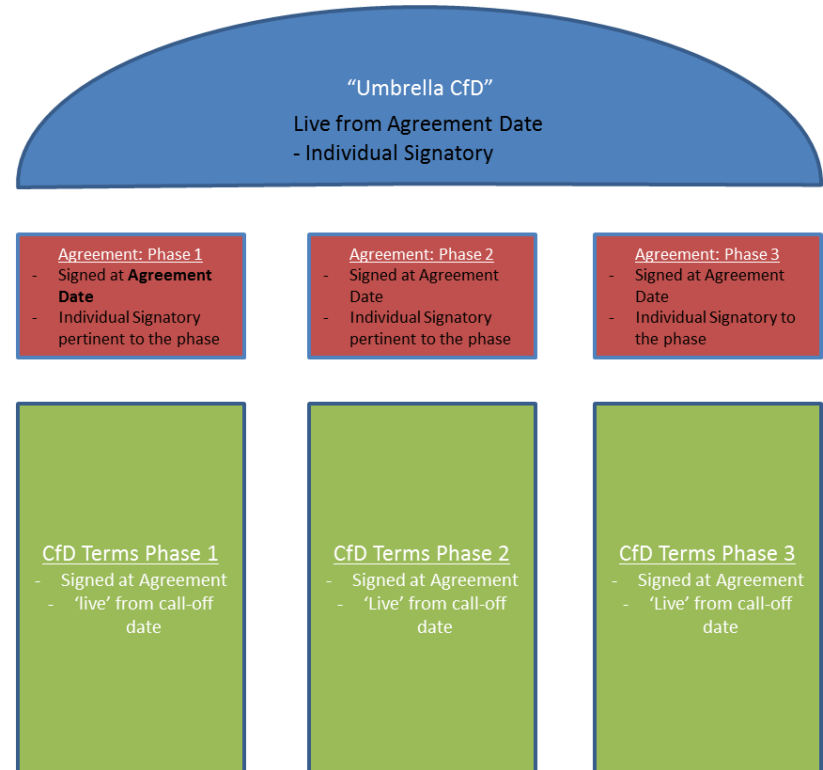 “Umbrella CfD”
Live from Agreement Date
- Individual Signatory
Agreement: Phase 1
- Signed at Agreement
Date
- Individual Signatory
pertinent to the phase
Agreement: Phase 2
- Signed at Agreement
Date
- Individual Signatory
pertinent to the phase
Agreement: Phase 3
- Signed at Agreement
Date
- Individual Signatory to
the phase
CfD Terms Phase 1
- Signed at Agreement
- ‘live’ from call-off
date
CfD Terms Phase 2
- Signed at Agreement
- ‘Live’ from call-off
date
CfD Terms Phase 3
- Signed at Agreement
- ‘Live’ from call-off
date